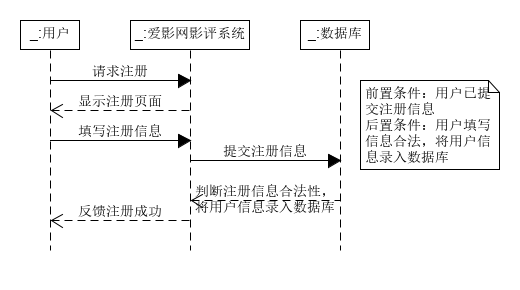 _:用户
_:爱影网影评系统
_:数据库
请求注册
显示注册页面
填写注册信息
提交注册信息
判断注册信息合法性，
将用户信息录入数据库
反馈注册成功
前置条件：用户已提
交注册信息
后置条件：用户填写
信息合法，将用户信
息录入数据库